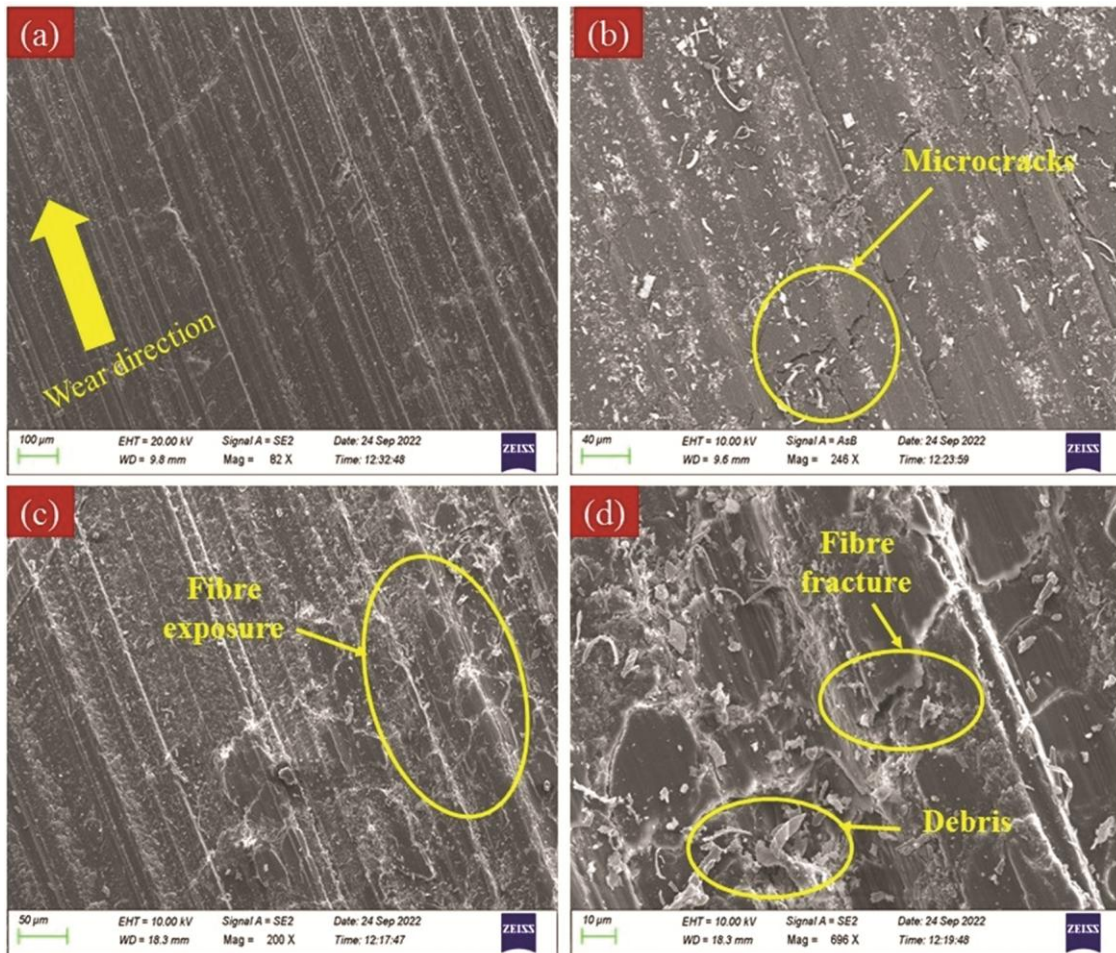 (a)
Wear direction
100 µm
EHT = 20.00 kV
Signal A = SE2
Date: 24 Sep 2022
WD = 9.8 mm
Mag = 82 X
Time: 12:32:48
ZEISS
(b)
Microcracks
40 µm
EHT = 10.00 kV
Signal A = AsB
Date: 24 Sep 2022
WD = 9.6 mm
Mag = 246 X
Time: 12:23:59
ZEISS
(c)
Fibre
exposure
50 µm
EHT = 10.00 kV
Signal A = SE2
Date: 24 Sep 2022
WD = 18.3 mm
Mag = 200 X
Time: 12:17:47
ZEISS
(d)
Fibre
fracture
Debris
10 µm
EHT = 10.00 kV
Signal A = SE2
Date: 24 Sep 2022
WD = 18.3 mm
Mag = 696 X
Time: 12:19:48
ZEISS